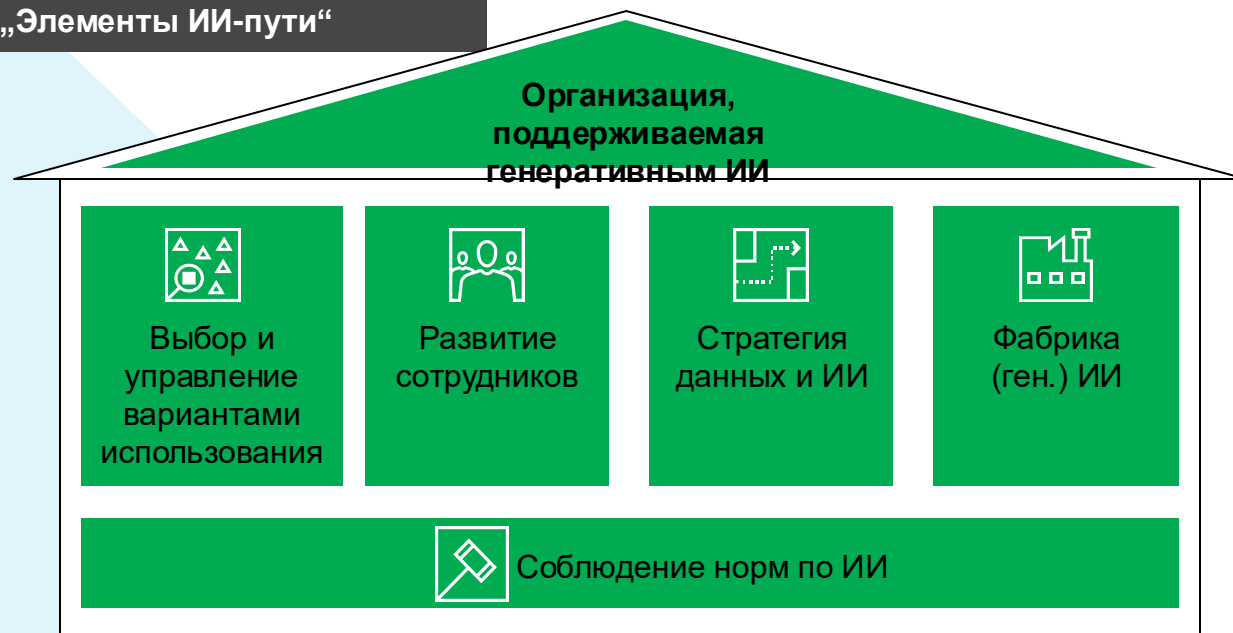 „Элементы ИИ-пути“
Организация,
поддерживаемая
генеративным ИИ
Выбор и
управление
вариантами
использования
Развитие
сотрудников
Стратегия
данных и ИИ
Фабрика
(ген.) ИИ
Соблюдение норм по ИИ